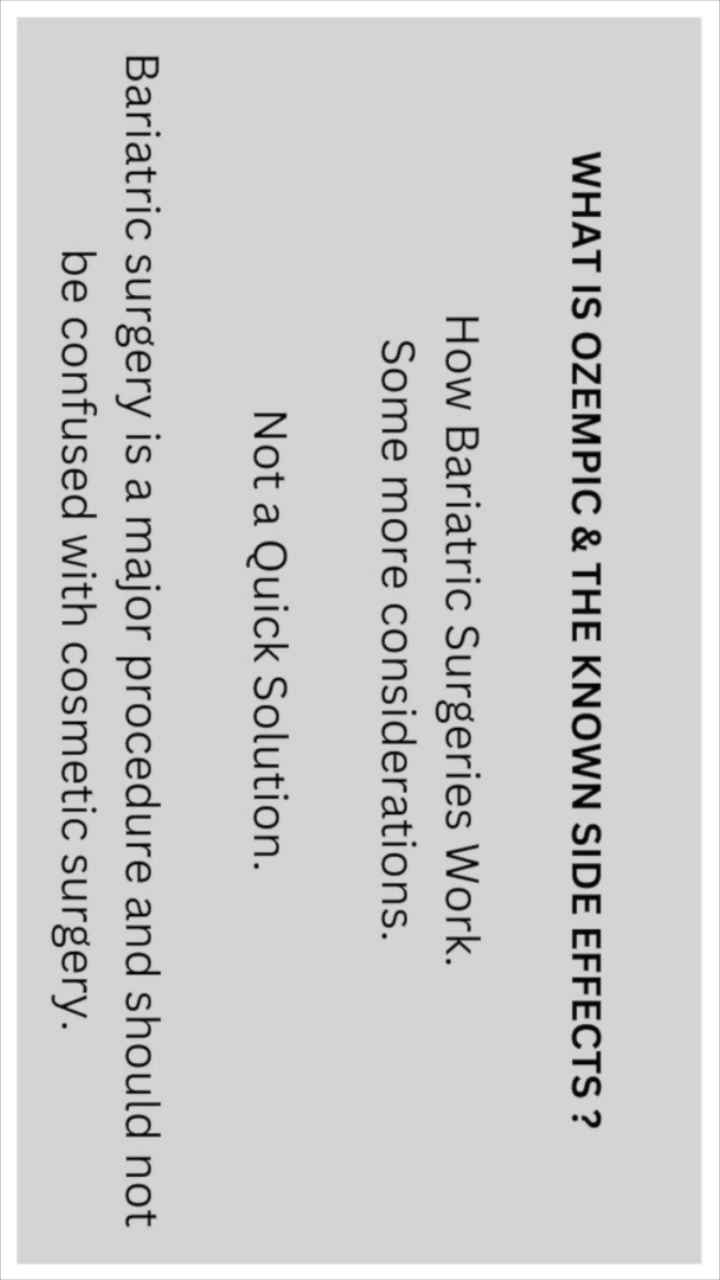 WHAT IS OZEMPIC & THE KNOWN SIDE EFFECTS ?
How Bariatric Surgeries Work.
Some more considerations.
Not a Quick Solution.
Bariatric surgery is a major procedure and should not
be confused with cosmetic surgery.